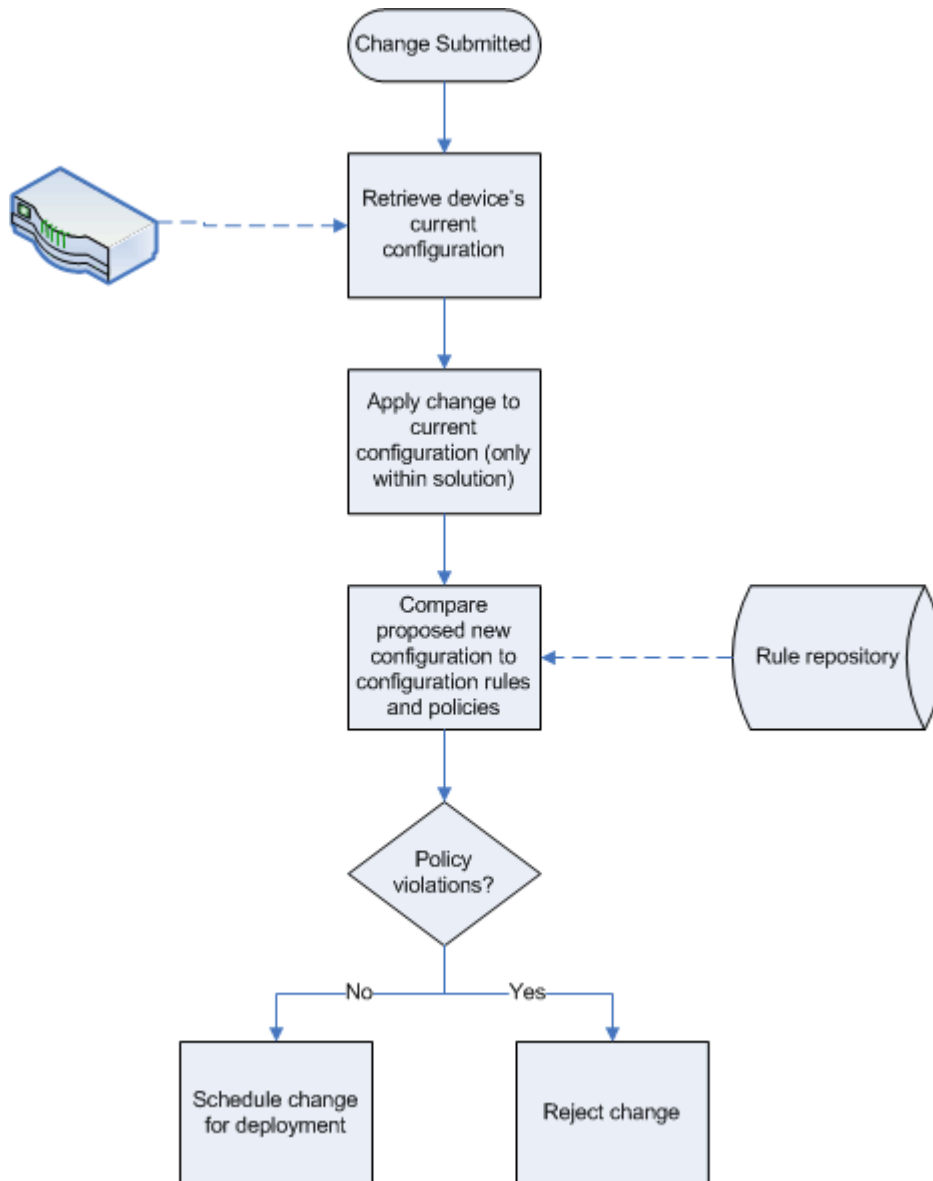 Change Submitted
Retrieve device's
current
configuration
Apply change to
current
configuration (only
within solution)
Compare
proposed new
configuration to
configuration rules
and policies
Rule repository
Policy
violations?
No
Yes
Schedule change
for deployment
Reject change